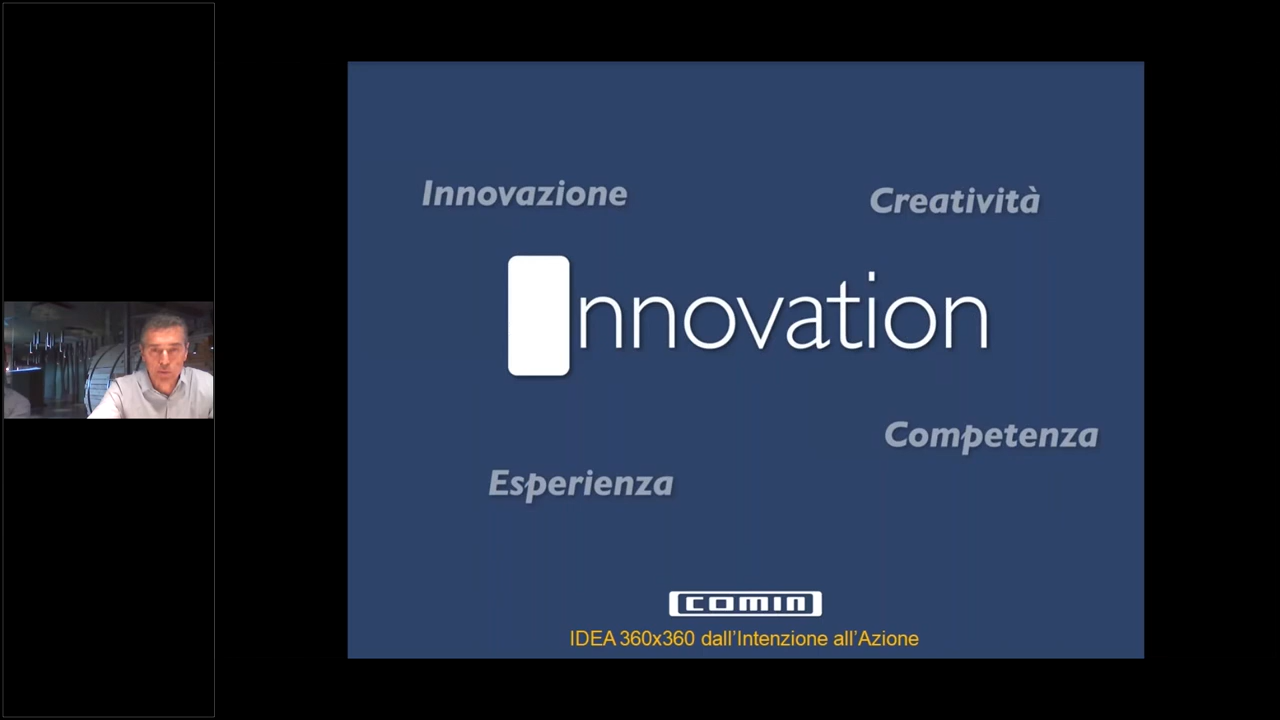 Innovazione
Creatività
Innovation
Competenza
Esperienza
COMIN
IDEA 360x360 dall'Intenzione all'Azione